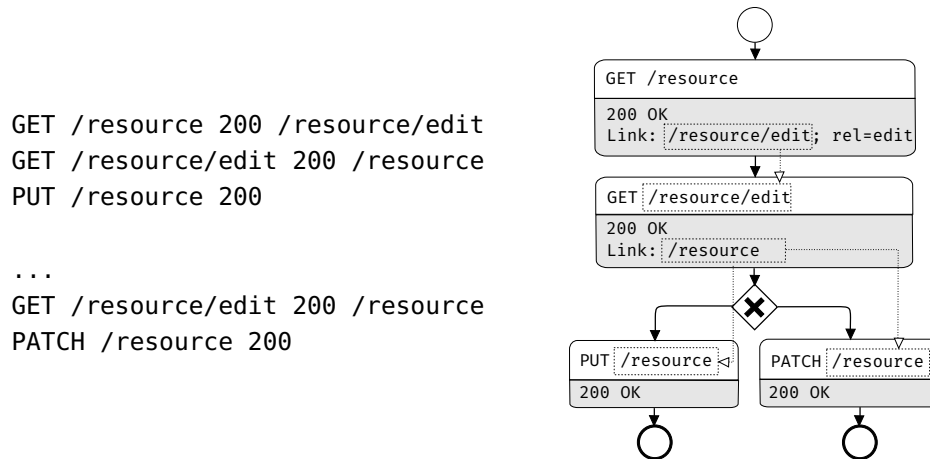 GET /resource 200 /resource/edit
GET /resource/edit 200 /resource
PUT /resource 200
...
GET /resource/edit 200 /resource
PATCH /resource 200
GET /resource
200 OK
Link: /resource/edit; rel=edit
GET /resource/edit
200 OK
Link: /resource
PUT /resource
200 OK
PATCH /resource
200 OK